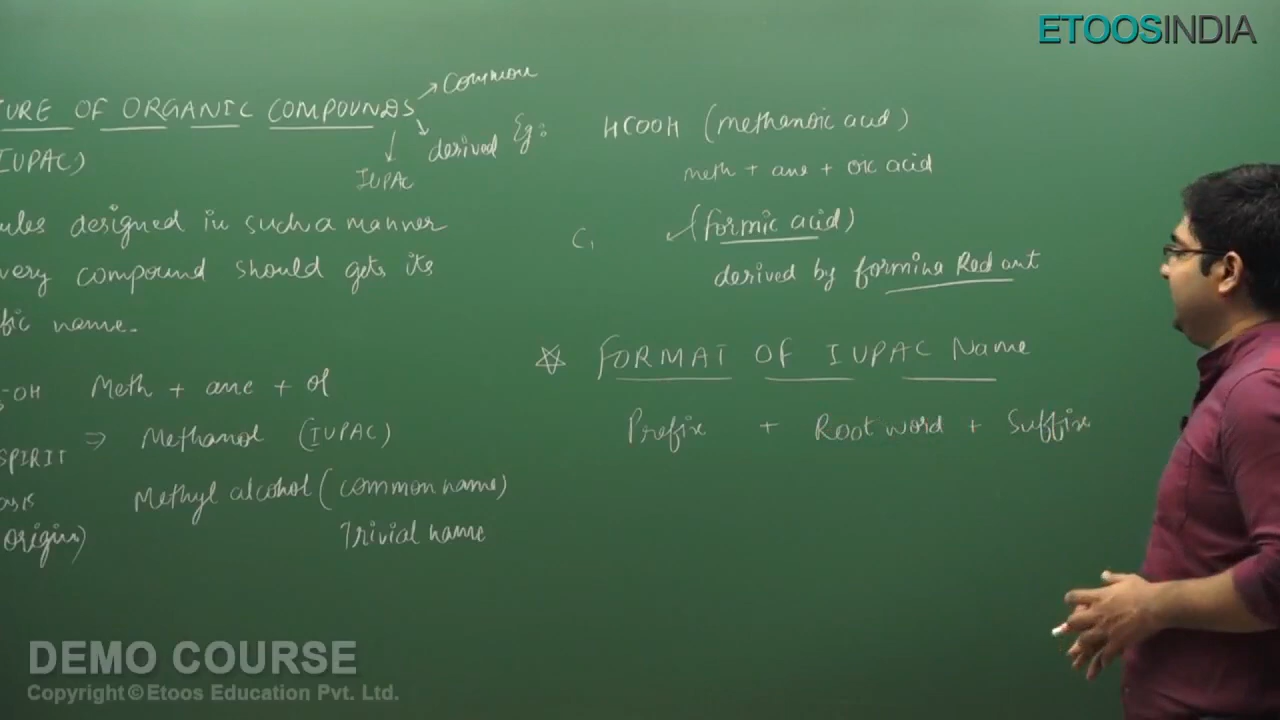 ETOOSINDIA
TURE OF ORGANIC COMPOUNDS
Common
derived
IUPAC
IUPAC)
ules designed in such a manner
very compound should gets its
fic name.
-OH Meth + ane + ol
SPIRIT ⇒ Methanol (IUPAC)
Methyl alcohol (common name)
origin) Trivial name
Eg: HCOOH (methanoic acid)
meth + ane + oic acid
C₁ (formic acid)
derived by formina Red ant
☆ FORMAT OF IUPAC Name
Prefix + Root word + Suffix
DEMO COURSE
Copyright © Etoos Education Pvt. Ltd.